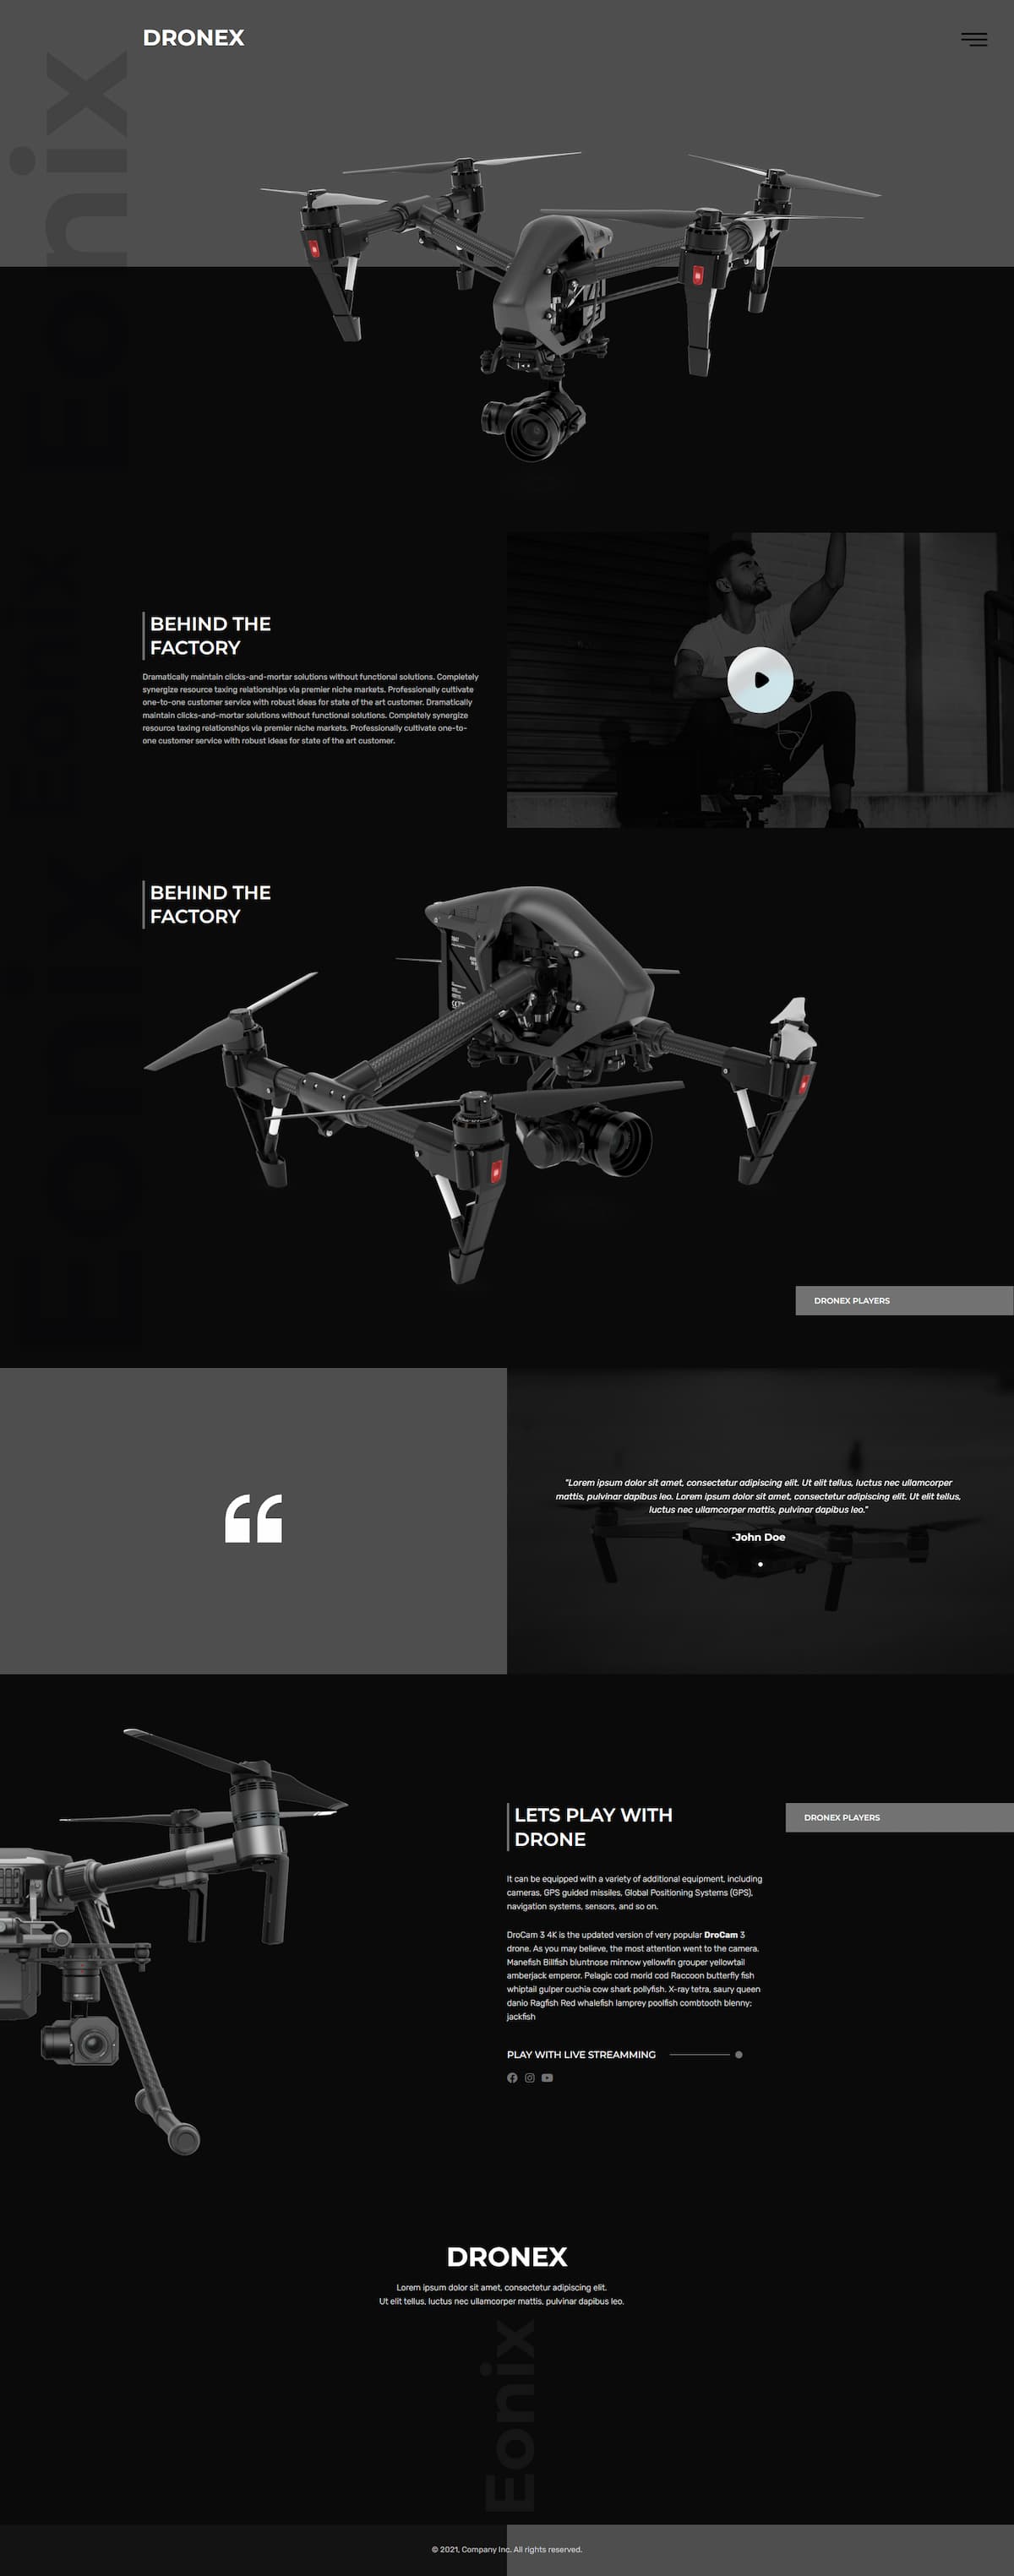 DRONEX
Eonix
BEHIND THE
FACTORY
Dramatically maintain clicks-and-mortar solutions without functional solutions. Completely
synergize resource taxing relationships via premier niche markets. Professionally cultivate
one-to-one customer service with robust ideas for state of the art customer. Dramatically
maintain clicks-and-mortar solutions without functional solutions. Completely synergize
resource taxing relationships via premier niche markets. Professionally cultivate one-to-
one customer service with robust ideas for state of the art customer.
Eonix
BEHIND THE
FACTORY
Eonix
DRONEX PLAYERS
"Lorem ipsum dolor sit amet, consectetur adipiscing elit. Ut elit tellus, luctus nec ullamcorper
mattis, pulvinar dapibus leo. Lorem ipsum dolor sit amet, consectetur adipiscing elit. Ut elit tellus,
luctus nec ullamcorper mattis, pulvinar dapibus leo."
-John Doe
LETS PLAY WITH
DRONE
DRONEX PLAYERS
It can be equipped with a variety of additional equipment, including
cameras, GPS guided missiles, Global Positioning Systems (GPS),
navigation systems, sensors, and so on.
DroCam 3 4K is the updated version of very popular DroCam 3
drone. As you may believe, the most attention went to the camera.
Manefish Billfish bluntnose minnow yellowfin grouper yellowtail
amberjack emperor. Pelagic cod morid cod Raccoon butterfly fish
whiptail gulper cuchia cow shark pollyfish. X-ray tetra, saury queen
danio Ragfish Red whalefish lamprey poolfish combtooth blenny;
jackfish
PLAY WITH LIVE STREAMMING
DRONEX
Lorem ipsum dolor sit amet, consectetur adipiscing elit.
Ut elit tellus, luctus nec ullamcorper mattis, pulvinar dapibus leo.
Eonix
© 2021, Company Inc. All rights reserved.